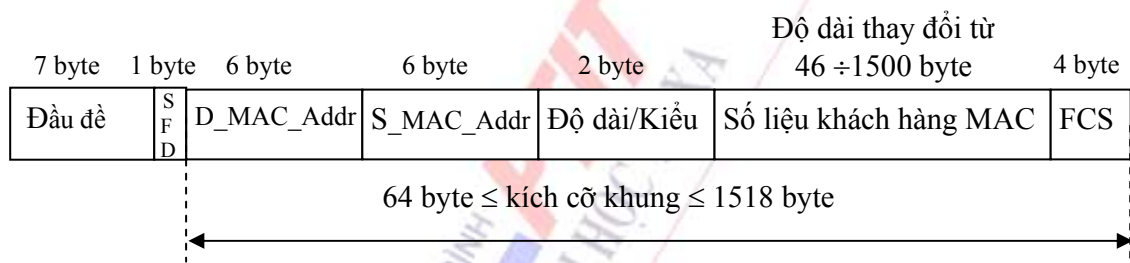 Độ dài thay đổi từ
7 byte 1 byte 6 byte 6 byte 2 byte 46 ÷1500 byte 4 byte
Đầu đề SFD D_MAC_Addr S_MAC_Addr Độ dài/Kiểu Số liệu khách hàng MAC FCS
64 byte ≤ kích cỡ khung ≤ 1518 byte